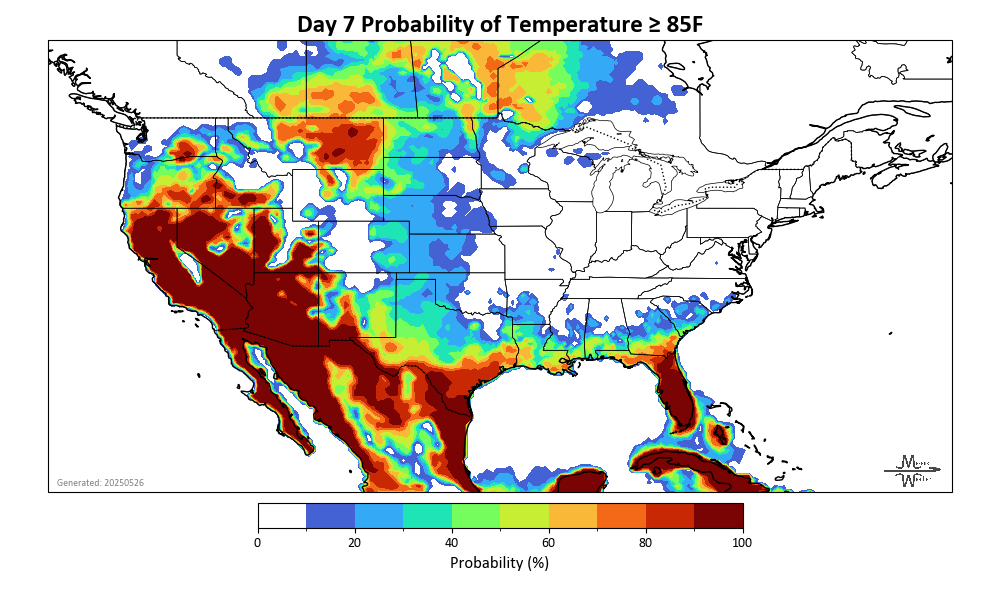 Day 7 Probability of Temperature ≥ 85F
Generated: 20250526
0 20 40 60 80 100
Probability (%)